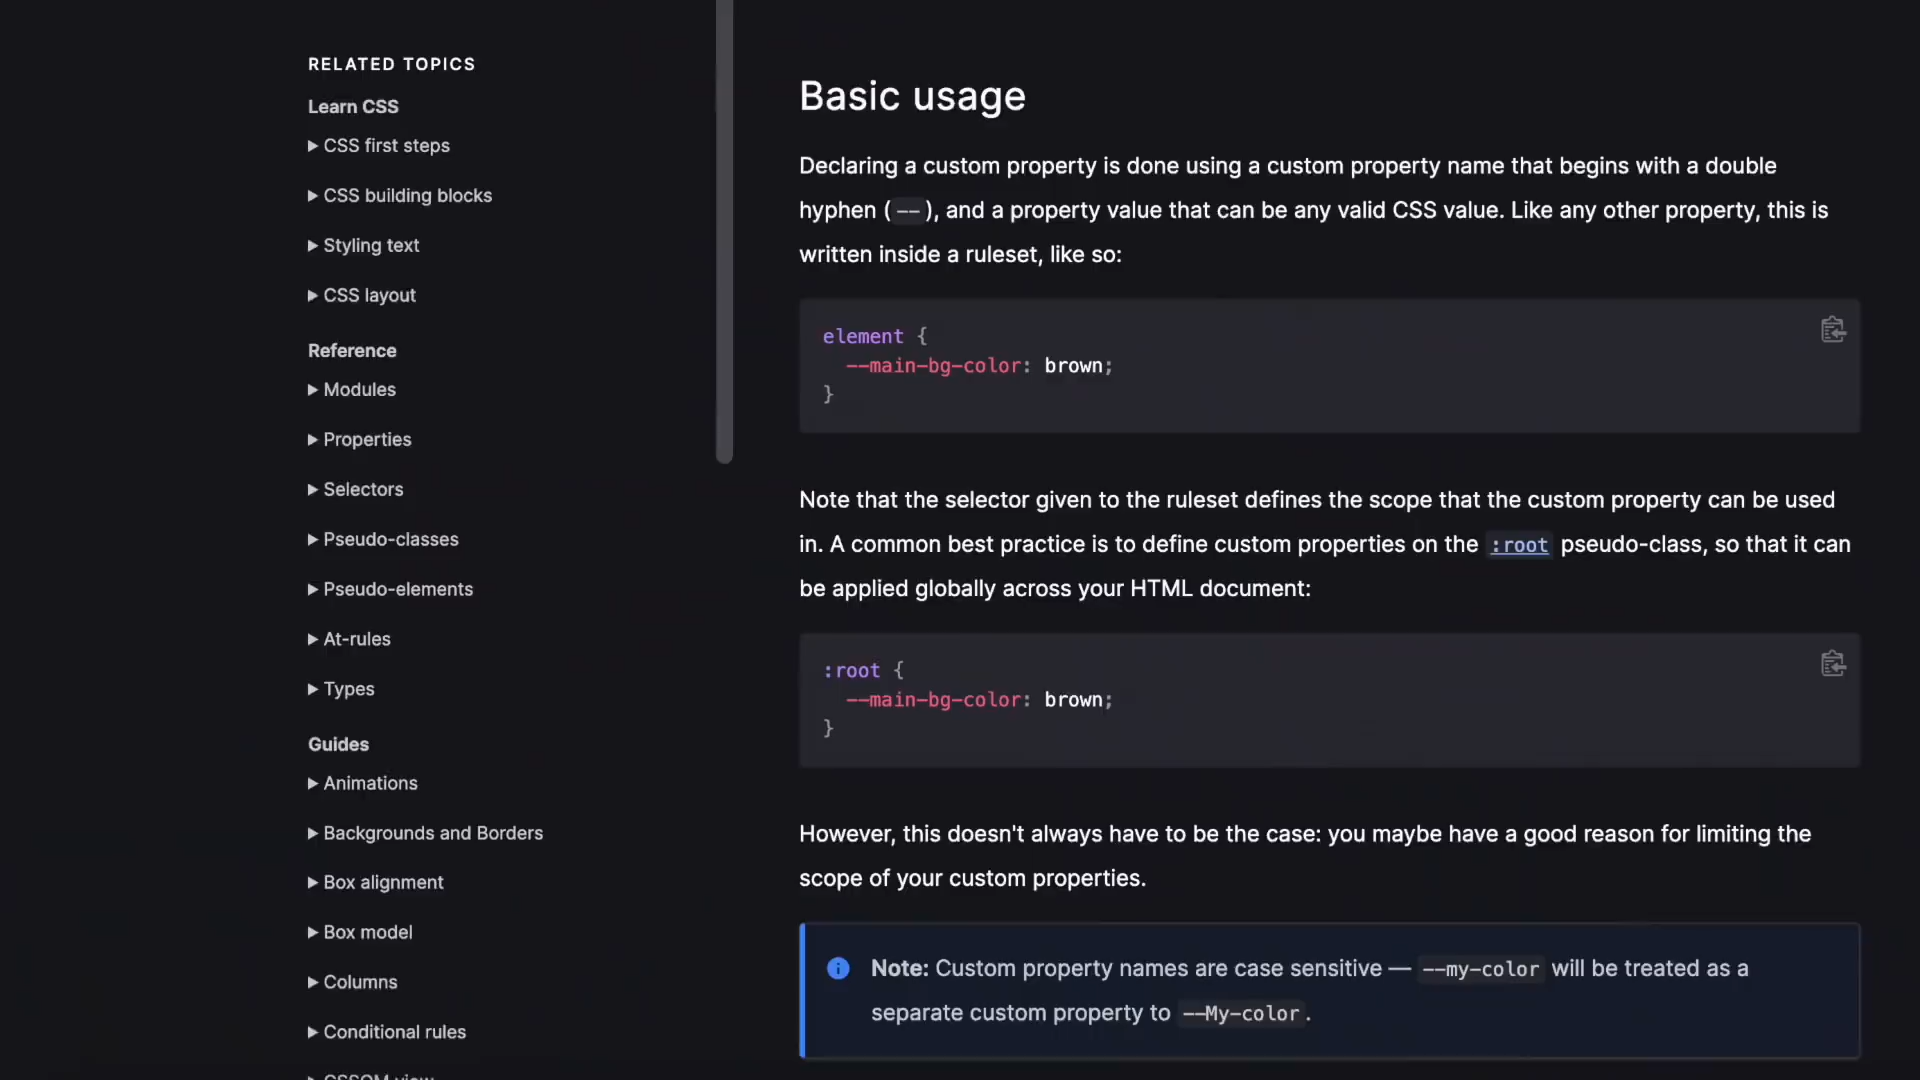 RELATED TOPICS
Learn CSS
CSS first steps
CSS building blocks
Styling text
CSS layout
Reference
Modules
Properties
Selectors
Pseudo-classes
Pseudo-elements
At-rules
Types
Guides
Animations
Backgrounds and Borders
Box alignment
Box model
Columns
Conditional rules
CSSOM view
Basic usage
Declaring a custom property is done using a custom property name that begins with a double
hyphen (--), and a property value that can be any valid CSS value. Like any other property, this is
written inside a ruleset, like so:
element {
  --main-bg-color: brown;
}
Note that the selector given to the ruleset defines the scope that the custom property can be used
in. A common best practice is to define custom properties on the :root pseudo-class, so that it can
be applied globally across your HTML document:
:root {
  --main-bg-color: brown;
}
However, this doesn't always have to be the case: you maybe have a good reason for limiting the
scope of your custom properties.
Note: Custom property names are case sensitive — --my-color will be treated as a
separate custom property to --My-color.